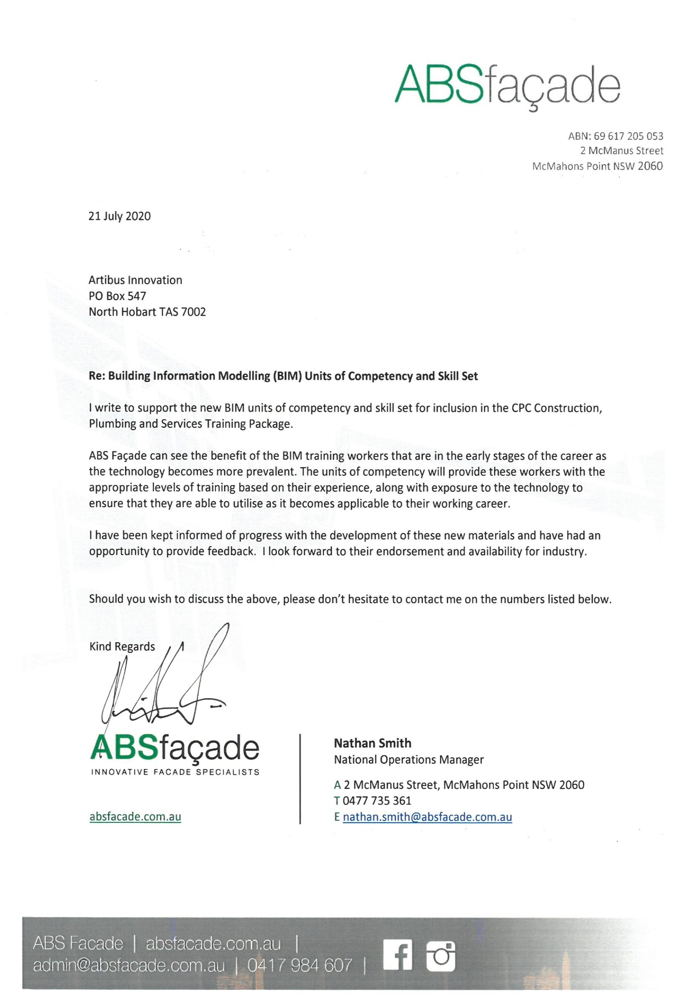 ABSfaçade
ABN: 69 617 205 053
2 McManus Street
McMahons Point NSW 2060
21 July 2020
Artibus Innovation
PO Box 547
North Hobart TAS 7002
Re: Building Information Modelling (BIM) Units of Competency and Skill Set
I write to support the new BIM units of competency and skill set for inclusion in the CPC Construction,
Plumbing and Services Training Package.
ABS Façade can see the benefit of the BIM training workers that are in the early stages of the career as
the technology becomes more prevalent. The units of competency will provide these workers with the
appropriate levels of training based on their experience, along with exposure to the technology to
ensure that they are able to utilise as it becomes applicable to their working career.
I have been kept informed of progress with the development of these new materials and have had an
opportunity to provide feedback.  I look forward to their endorsement and availability for industry.
Should you wish to discuss the above, please don't hesitate to contact me on the numbers listed below.
Kind Regards
ABSfaçade
INNOVATIVE FACADE SPECIALISTS
absfacade.com.au
Nathan Smith
National Operations Manager
A 2 McManus Street, McMahons Point NSW 2060
T 0477 735 361
E nathan.smith@absfacade.com.au
ABS Facade | absfacade.com.au |
admin@absfacade.com.au | 0417 984 607 |